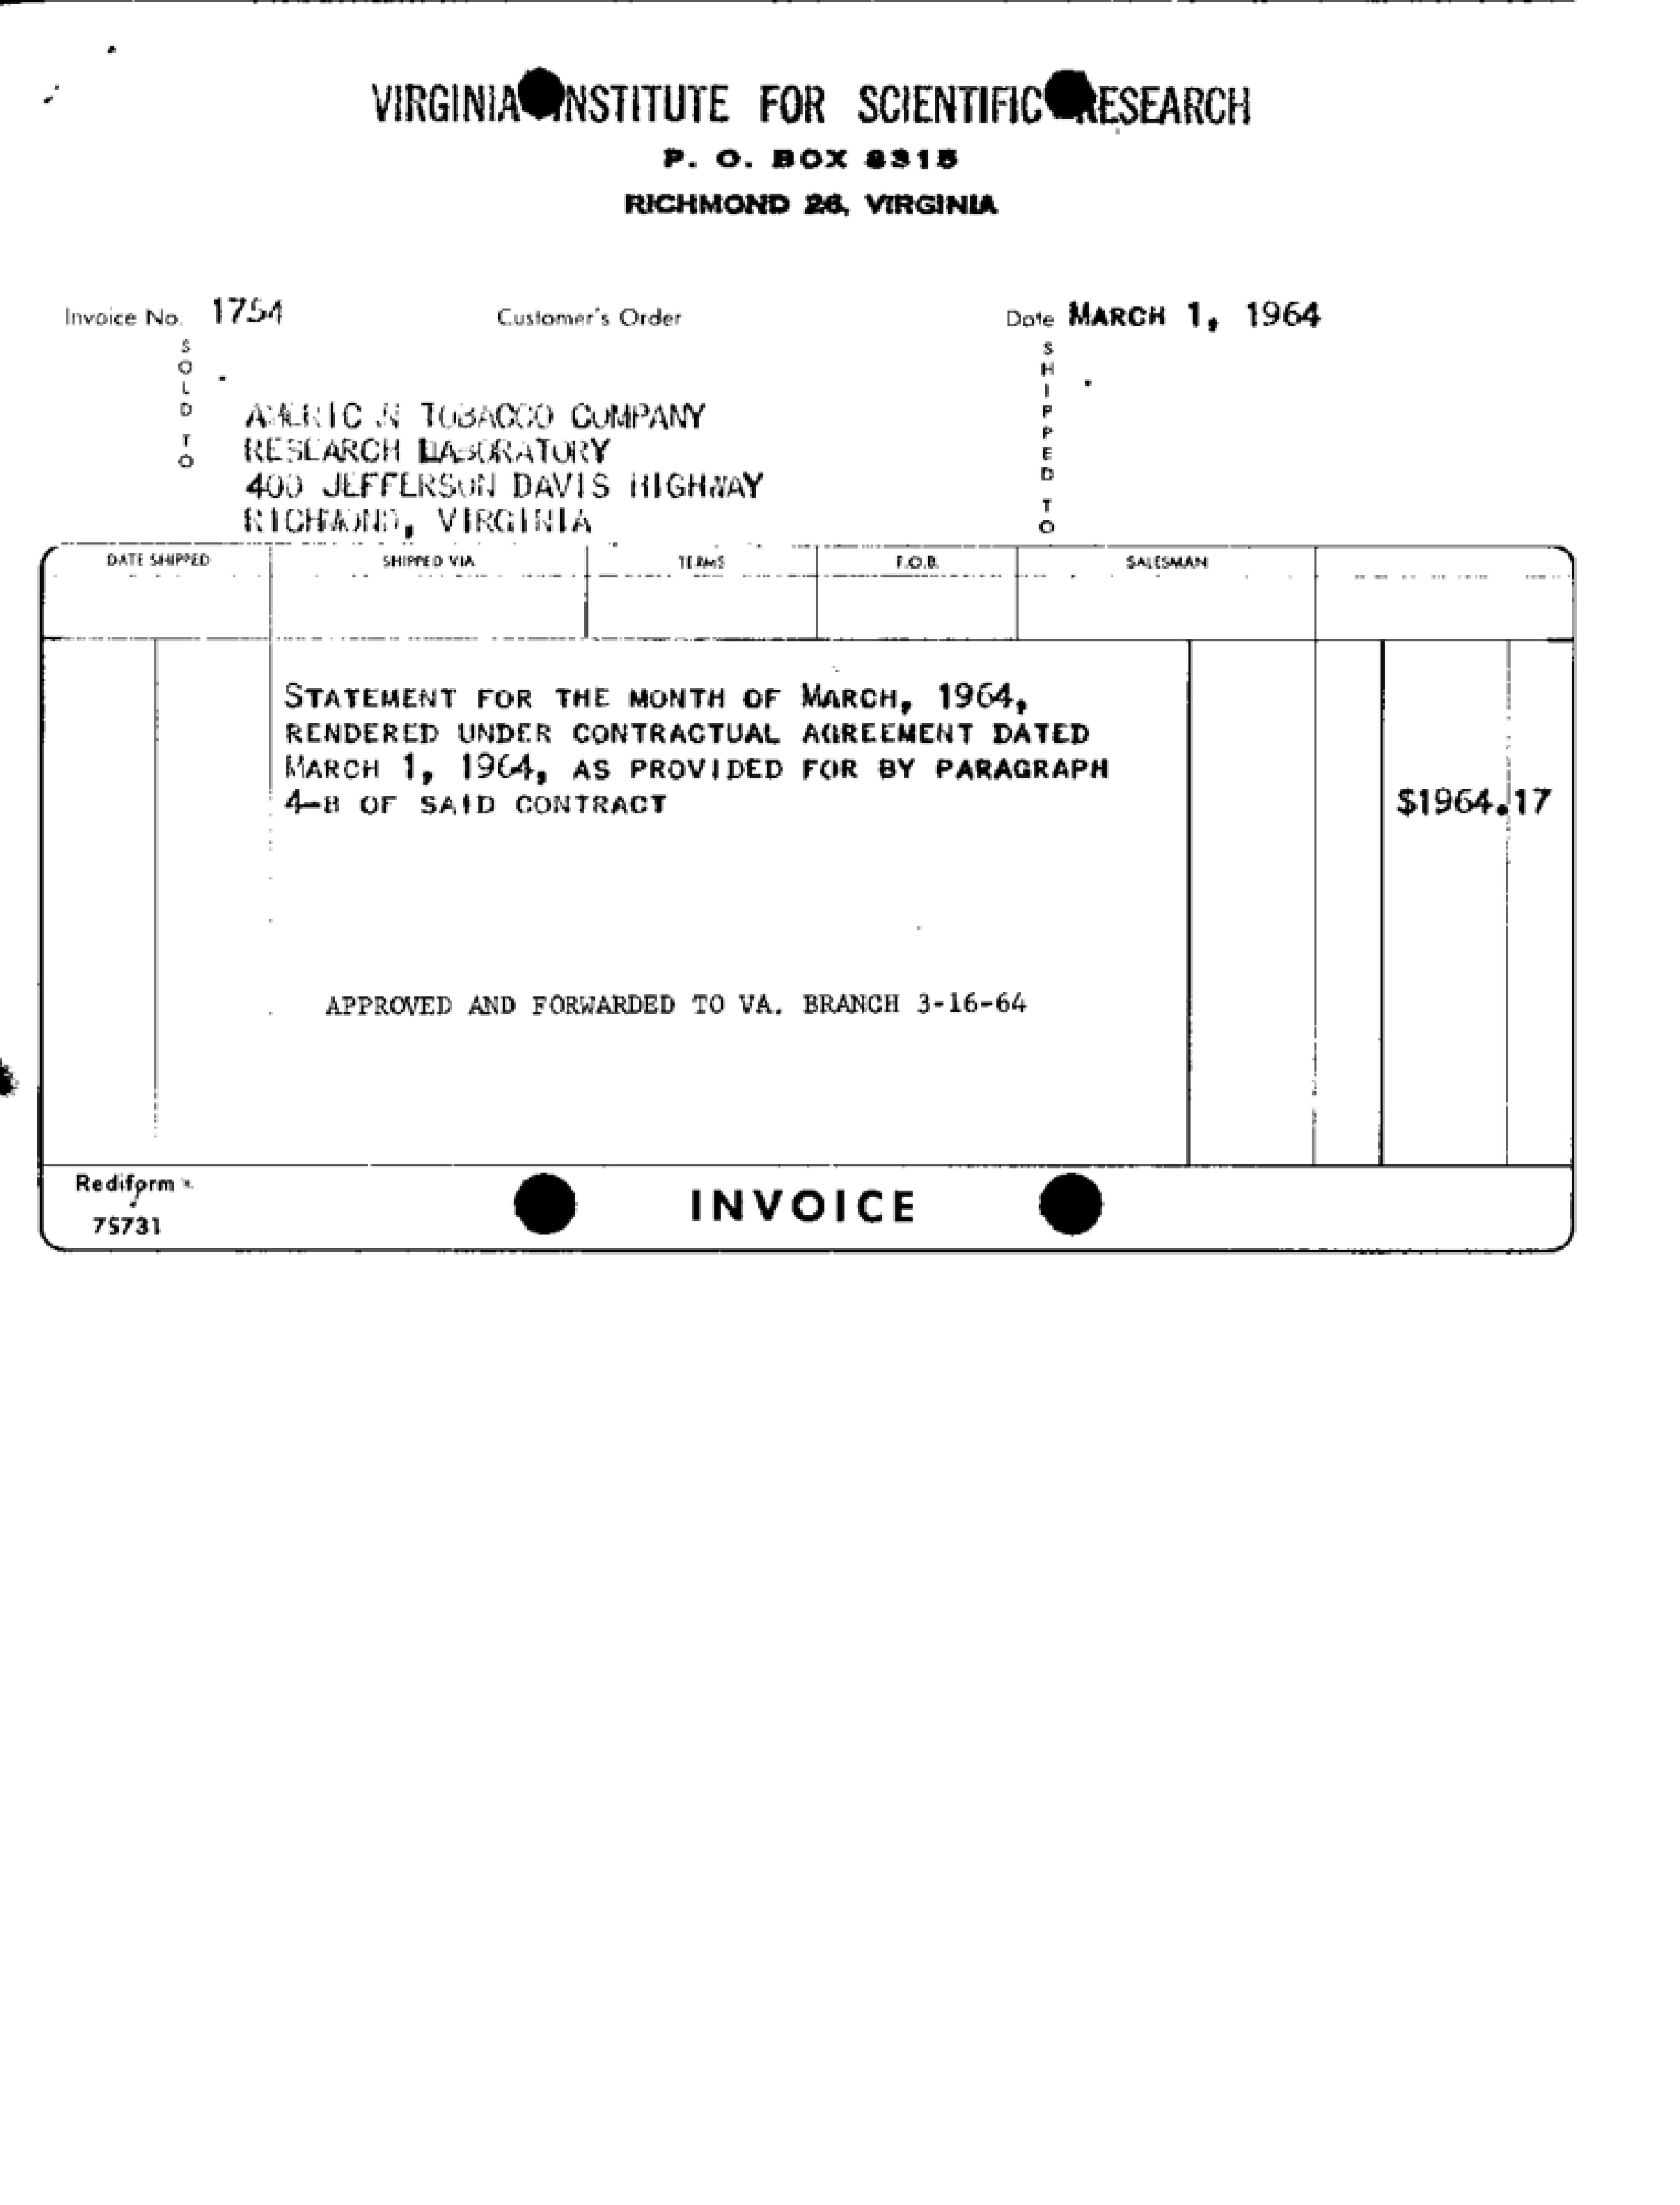 VIRGINIA INSTITUTE FOR SCIENTIFIC RESEARCH
P. O. BOX 8315
RICHMOND 26, VIRGINIA
Invoice No. 1754 Customer's Order Date MARCH 1, 1964
SOLD TO
SHIPPED TO
AMERICAN TOBACCO COMPANY
RESEARCH LABORATORY
400 JEFFERSON DAVIS HIGHWAY
RICHMOND, VIRGINIA
DATE SHIPPED SHIPPED VIA TERMS F.O.B. SALESMAN
STATEMENT FOR THE MONTH OF MARCH, 1964,
RENDERED UNDER CONTRACTUAL AGREEMENT DATED
MARCH 1, 1964, AS PROVIDED FOR BY PARAGRAPH
4-B OF SAID CONTRACT $1964.17
APPROVED AND FORWARDED TO VA. BRANCH 3-16-64
Rediform
7S731
INVOICE